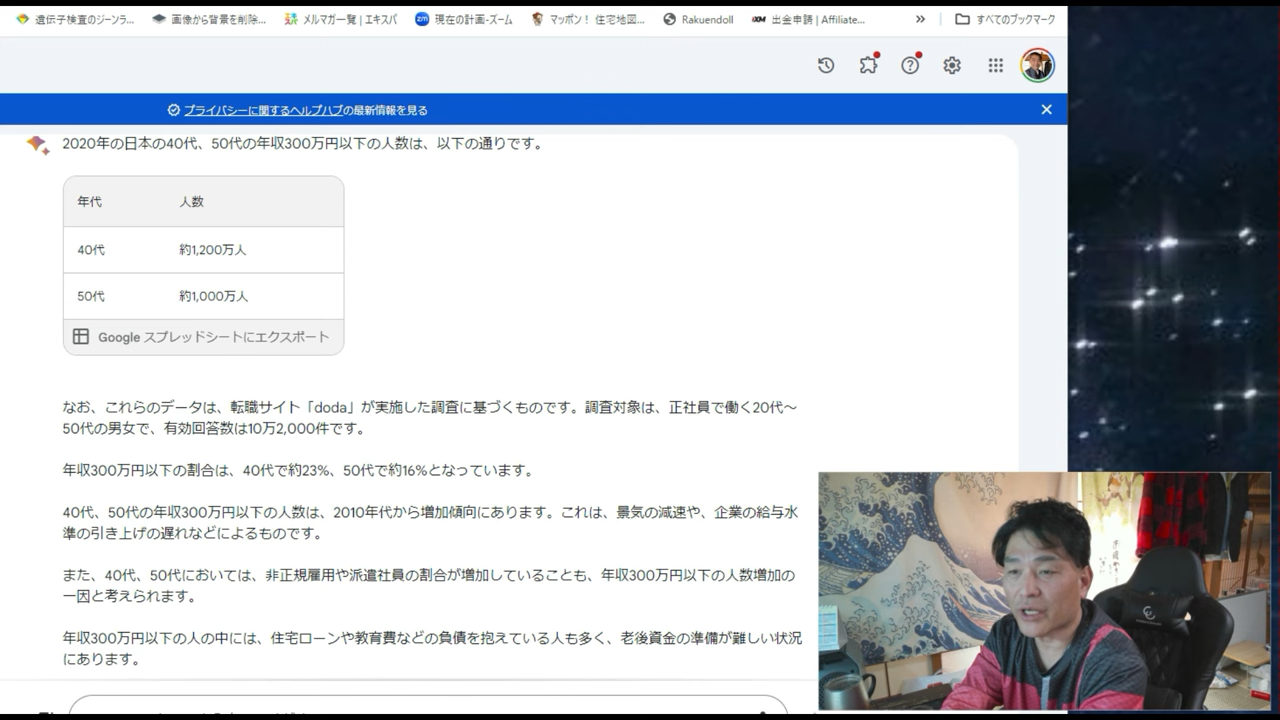 遺伝子検査のジーンラ... 画像から背景を削除... メルマガ一覧 | エキスパ zm 現在の計画-ズーム マッポン！ 住宅地図... Rakuendoll 出金申請 | Affiliate... » すべてのブックマーク
プライバシーに関するヘルプハブの最新情報を見る
2020年の日本の40代、50代の年収300万円以下の人数は、以下の通りです。
年代 人数
40代 約1,200万人
50代 約1,000万人
Google スプレッドシートにエクスポート
なお、これらのデータは、転職サイト「doda」が実施した調査に基づくものです。調査対象は、正社員で働く20代～
50代の男女で、有効回答数は10万2,000件です。
年収300万円以下の割合は、40代で約23%、50代で約16%となっています。
40代、50代の年収300万円以下の人数は、2010年代から増加傾向にあります。これは、景気の減速や、企業の給与水
準の引き上げの遅れなどによるものです。
また、40代、50代においては、非正規雇用や派遣社員の割合が増加していることも、年収300万円以下の人数増加の
一因と考えられます。
年収300万円以下の人の中には、住宅ローンや教育費などの負債を抱えている人も多く、老後資金の準備が難しい状況
にあります。